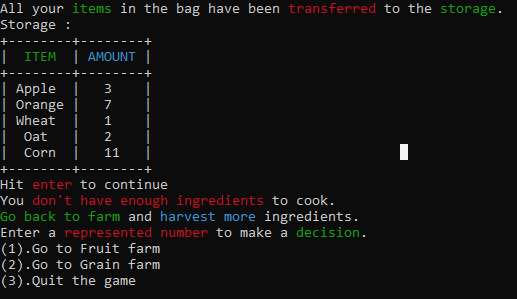 All your items in the bag have been transferred to the storage.
Storage :
+--------+--------+
|  ITEM  | AMOUNT |
+--------+--------+
| Apple  |   3    |
| Orange |   7    |
| Wheat  |   1    |
|  Oat   |   2    |
|  Corn  |   11   |
+--------+--------+
Hit enter to continue
You don't have enough ingredients to cook.
Go back to farm and harvest more ingredients.
Enter a represented number to make a decision.
(1).Go to Fruit farm
(2).Go to Grain farm
(3).Quit the game